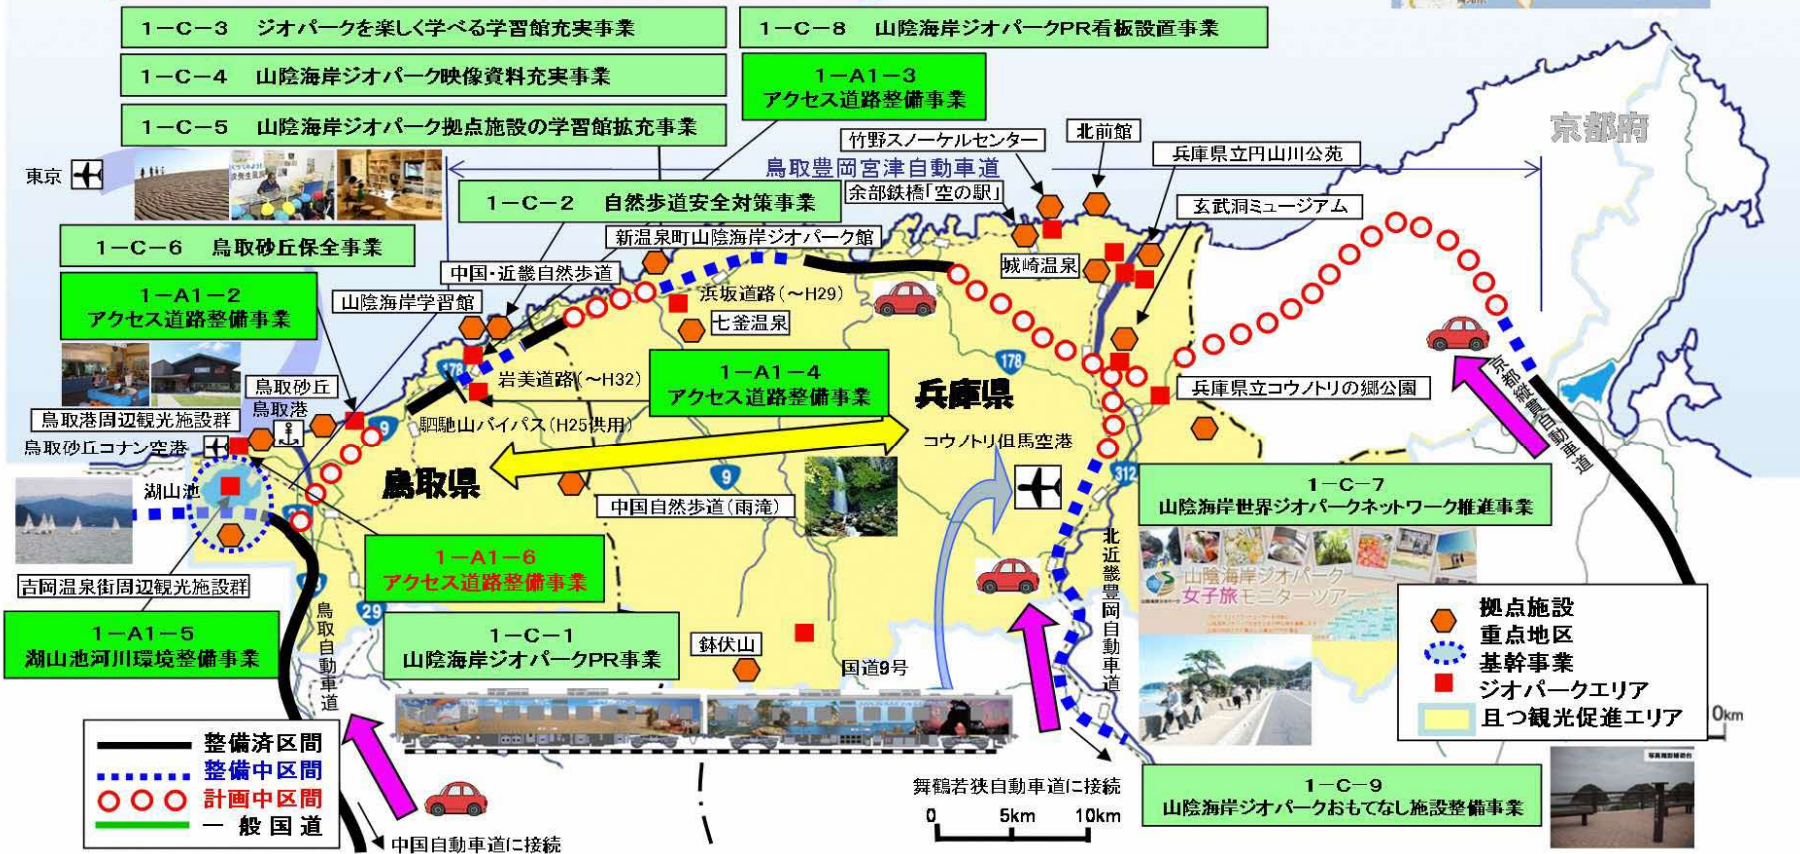 1-C-3 ジオパークを楽しく学べる学習館充実事業
1-C-8 山陰海岸ジオパークPR看板設置事業
1-C-4 山陰海岸ジオパーク映像資料充実事業
1-A1-3
アクセス道路整備事業
1-C-5 山陰海岸ジオパーク拠点施設の学習館拡充事業
竹野スノーケルセンター
北前館
京都府
兵庫県立円山川公苑
東京
鳥取豊岡宮津自動車道
1-C-2 自然歩道安全対策事業
余部鉄橋「空の駅」
玄武洞ミュージアム
1-C-6 鳥取砂丘保全事業
新温泉町山陰海岸ジオパーク館
中国・近畿自然歩道
城崎温泉
1-A1-2
アクセス道路整備事業
山陰海岸学習館
浜坂道路(～H29)
七釜温泉
178
岩美道路(～H32)
178
1-A1-4
アクセス道路整備事業
兵庫県
兵庫県立コウノトリの郷公園
京都縦貫自動車道
鳥取砂丘
鳥取港
鳥取港周辺観光施設群
9
駟馳山バイパス(H25供用)
コウノトリ但馬空港
鳥取砂丘コナン空港
鳥取県
9
312
湖山池
中国自然歩道(雨滝)
1-C-7
山陰海岸世界ジオパークネットワーク推進事業
1-A1-6
アクセス道路整備事業
北近畿豊岡自動車道
山陰海岸ジオパーク
女子旅モニターツアー
吉岡温泉街周辺観光施設群
29
鳥取自動車道
1-A1-5
湖山池河川環境整備事業
1-C-1
山陰海岸ジオパークPR事業
鉢伏山
国道9号
拠点施設
重点地区
基幹事業
ジオパークエリア
且つ観光促進エリア
0km
整備済区間
整備中区間
計画中区間
一般国道
中国自動車道に接続
舞鶴若狭自動車道に接続
0 5km 10km
1-C-9
山陰海岸ジオパークおもてなし施設整備事業